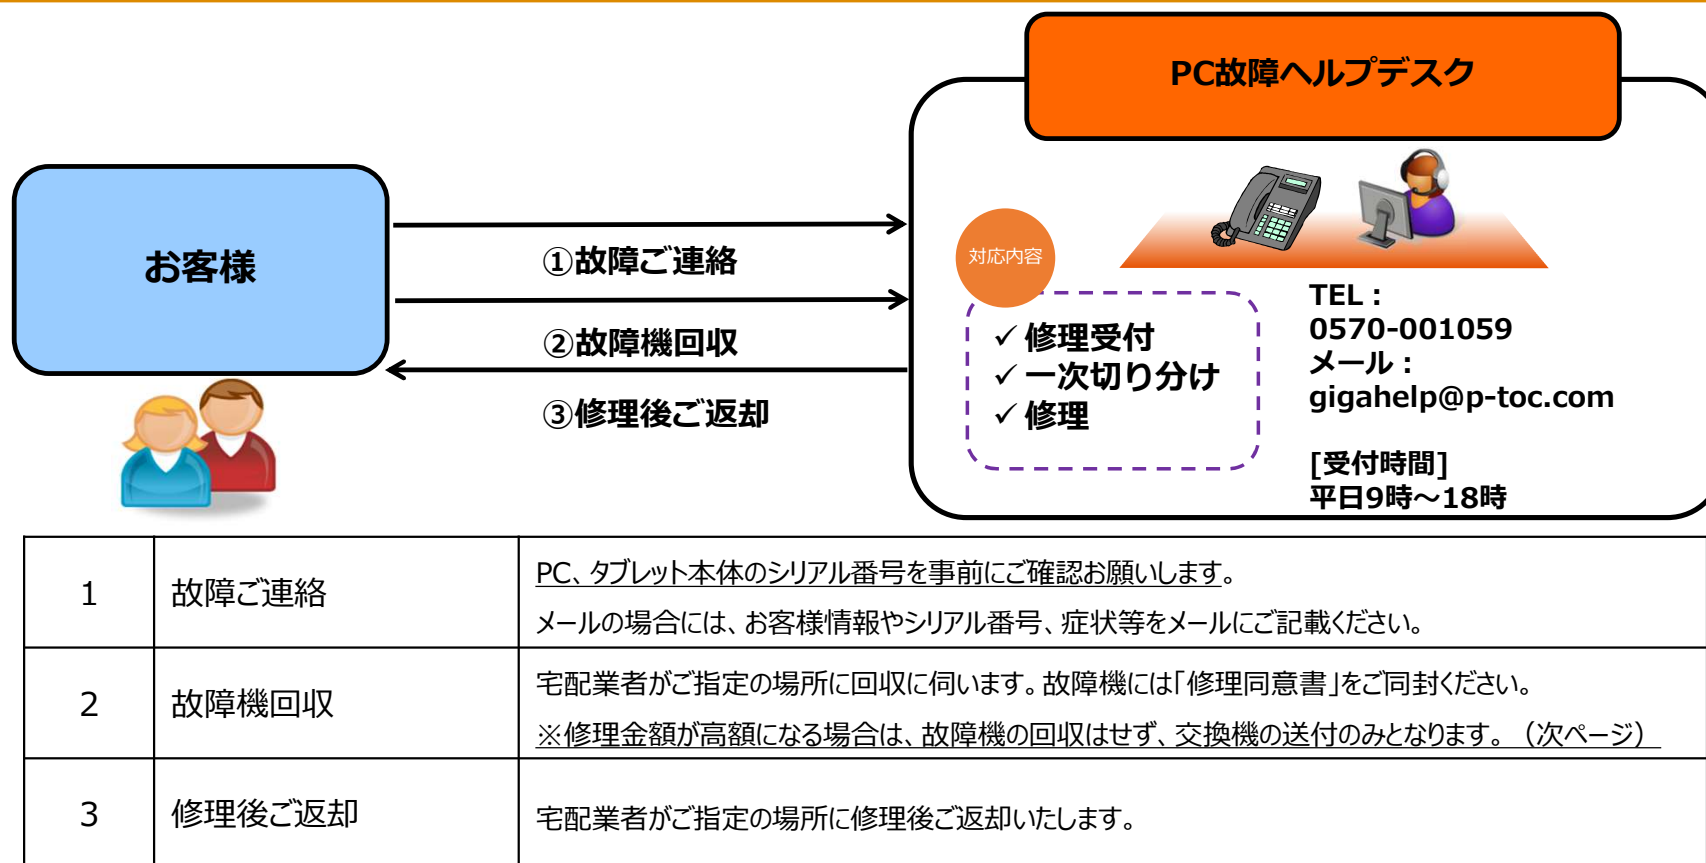 PC故障ヘルプデスク
お客様
①故障ご連絡
②故障機回収
③修理後ご返却
対応内容
✓修理受付
✓一次切り分け
✓修理
TEL：
0570-001059
メール：
gigahelp@p-toc.com
[受付時間]
平日9時～18時
1 故障ご連絡 PC、タブレット本体のシリアル番号を事前にご確認お願いします。
メールの場合には、お客様情報やシリアル番号、症状等をメールにご記載ください。
2 故障機回収 宅配業者がご指定の場所に回収に伺います。故障機には「修理同意書」をご同封ください。
※修理金額が高額になる場合は、故障機の回収はせず、交換機の送付のみとなります。（次ページ）
3 修理後ご返却 宅配業者がご指定の場所に修理後ご返却いたします。